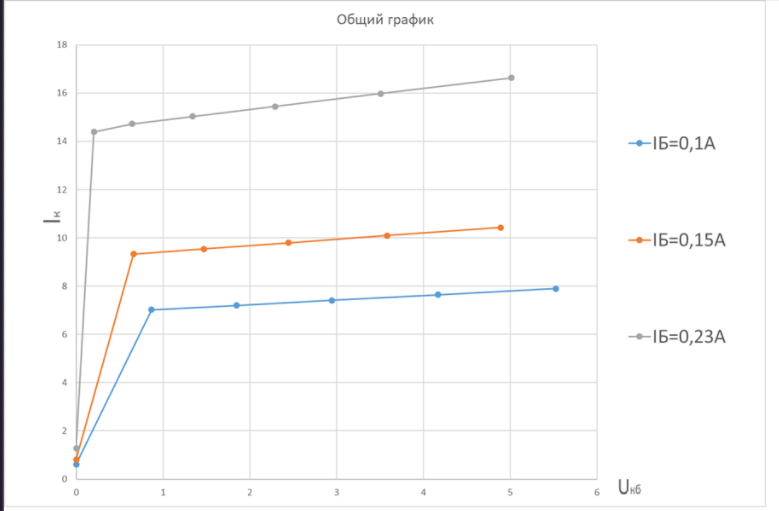 Общий график
18
16
14
12
10
8
6
4
2
0
Iк
0 1 2 3 4 5 6
Uкб
IБ=0,1А
IБ=0,15А
IБ=0,23А